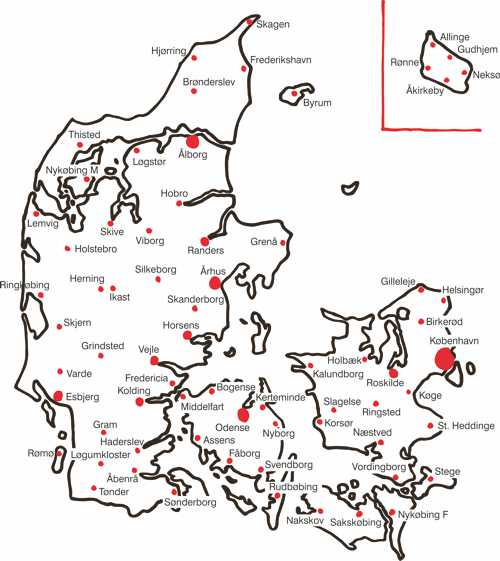 Skagen
Allinge
Hjørring
Gudhjem
Frederikshavn
Rønne
Neksø
Brønderslev
Åkirkeby
Byrum
Thisted
Løgstør
Ålborg
Nykøbing M
Hobro
Lemvig
Skive
Viborg
Randers
Grenå
Holstebro
Silkeborg
Århus
Herning
Gilleleje
Ringkøbing
Ikast
Helsingør
Skanderborg
Skjern
Horsens
Birkerød
København
Grindsted
Vejle
Holbæk
Varde
Kalundborg
Fredericia
Bogense
Roskilde
Esbjerg
Kolding
Middelfart
Kerteminde
Køge
Slagelse
Ringsted
Gram
Odense
Korsør
St. Heddinge
Haderslev
Assens
Nyborg
Næstved
Rømø
Løgumkloster
Fåborg
Svendborg
Vordingborg
Åbenrå
Stege
Tønder
Sønderborg
Rudbøbing
Nakskov
Sakskøbing
Nykøbing F